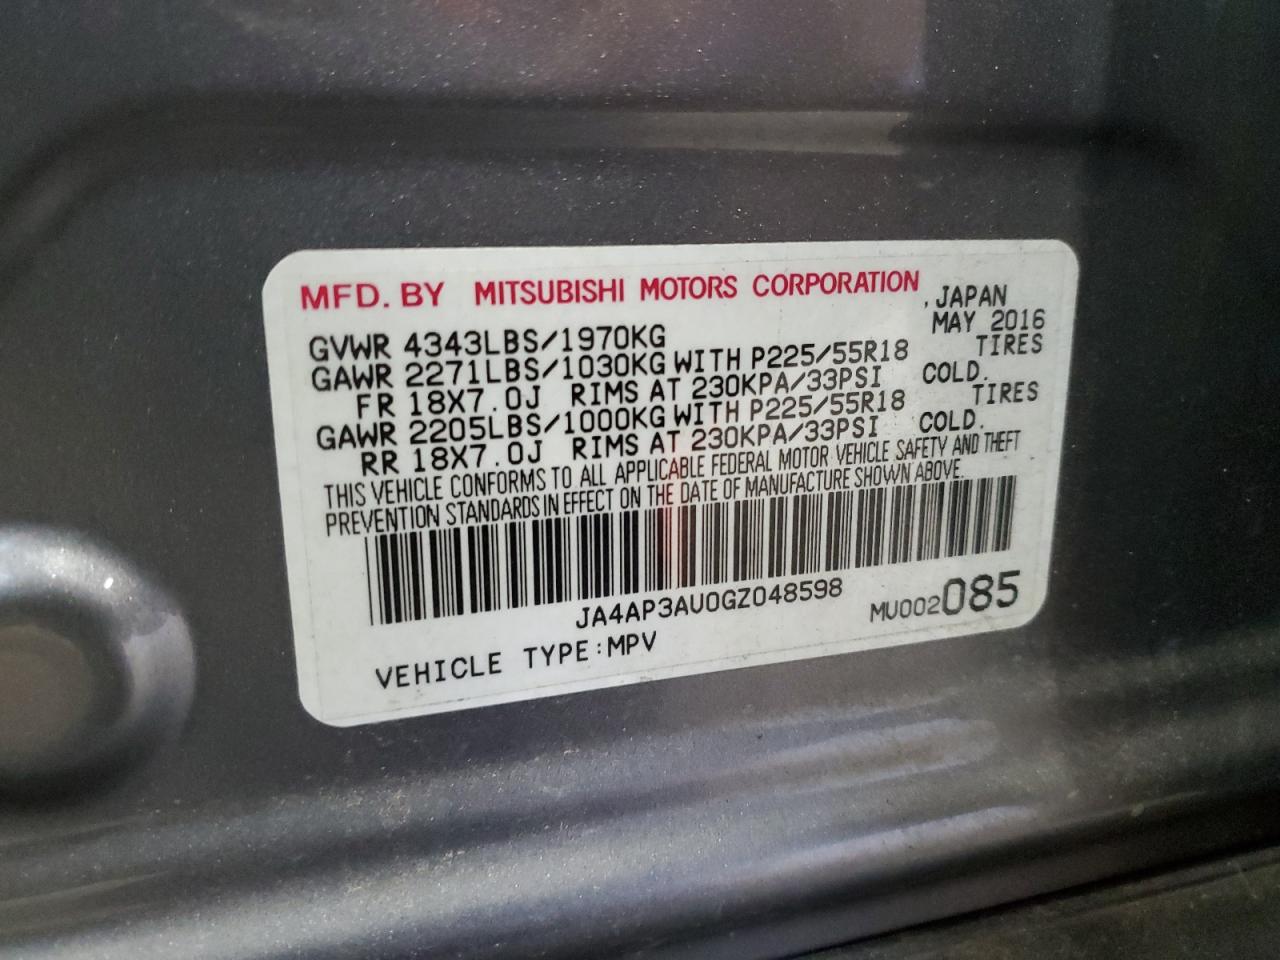 MFD. BY MITSUBISHI MOTORS CORPORATION , JAPAN
GVWR 4343LBS/1970KG MAY 2016
GAWR 2271LBS/1030KG WITH P225/55R18 TIRES
FR 18X7.0J RIMS AT 230KPA/33PSI COLD.
GAWR 2205LBS/1000KG WITH P225/55R18 TIRES
RR 18X7.0J RIMS AT 230KPA/33PSI COLD.
THIS VEHICLE CONFORMS TO ALL APPLICABLE FEDERAL MOTOR VEHICLE SAFETY AND THEFT
PREVENTION STANDARDS IN EFFECT ON THE DATE OF MANUFACTURE SHOWN ABOVE.
JA4AP3AU0GZ048598
MU002085
VEHICLE TYPE:MPV